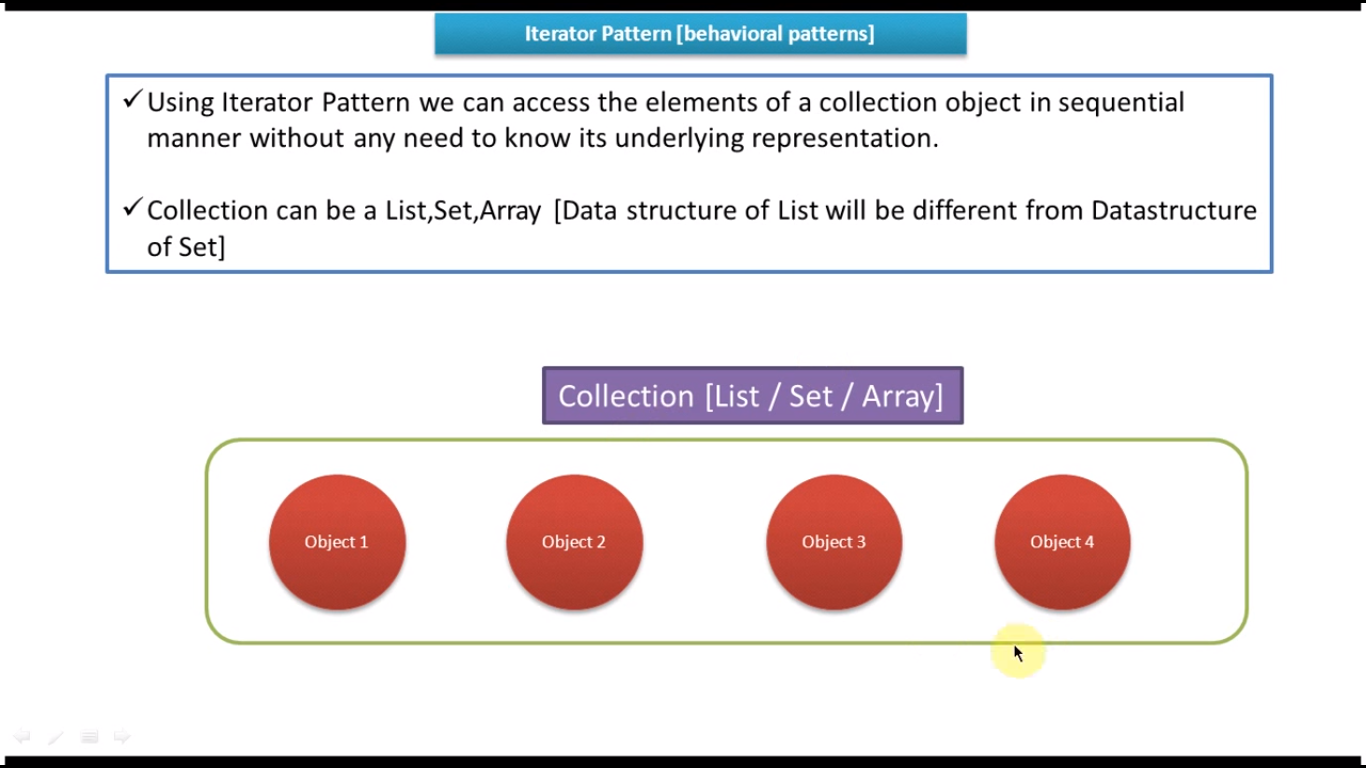 Iterator Pattern [behavioral patterns]
✓Using Iterator Pattern we can access the elements of a collection object in sequential
manner without any need to know its underlying representation.
✓Collection can be a List,Set,Array [Data structure of List will be different from Datastructure
of Set]
Collection [List / Set / Array]
Object 1
Object 2
Object 3
Object 4